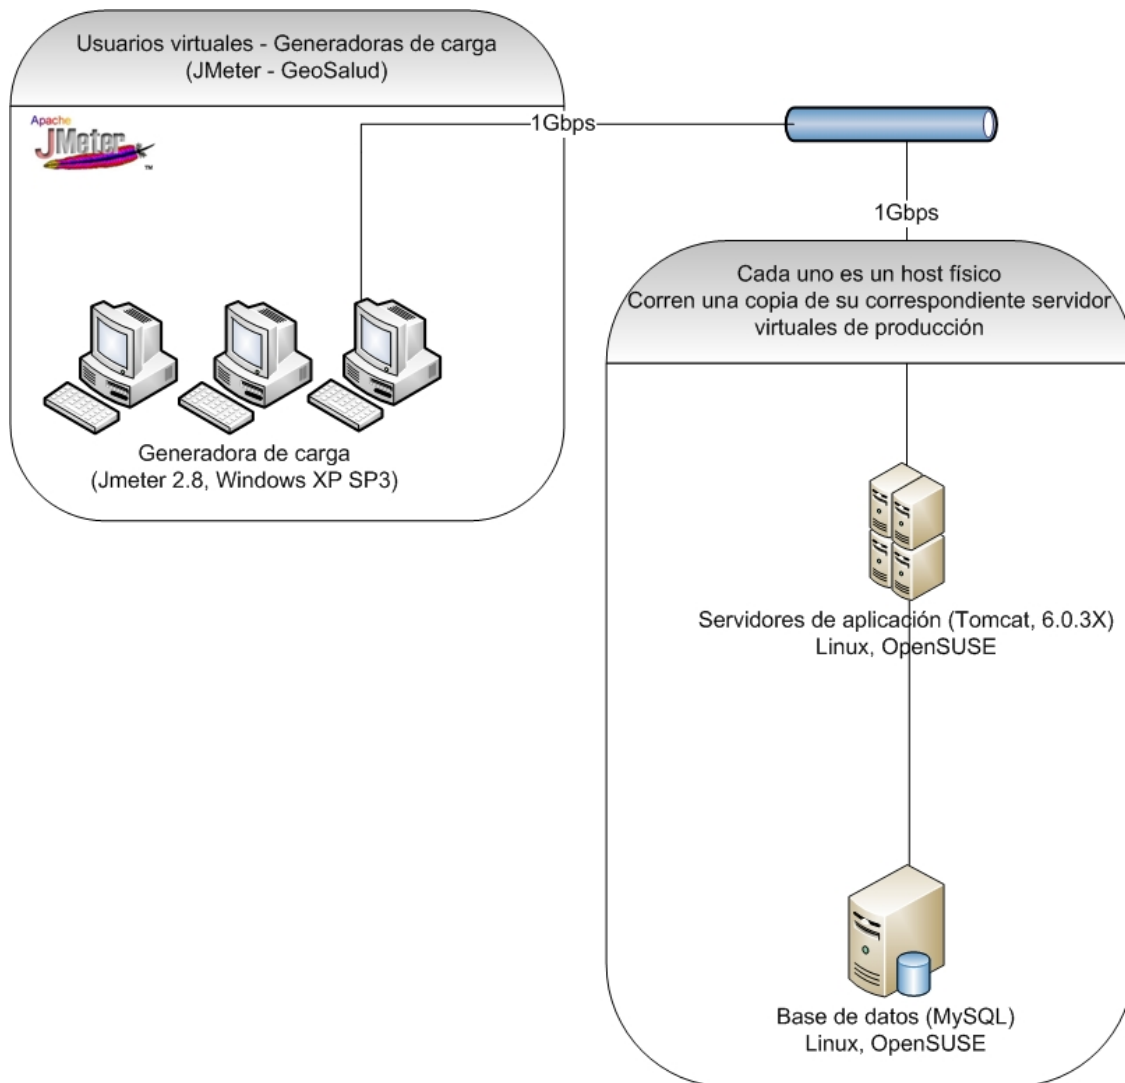 Usuarios virtuales - Generadoras de carga
(JMeter - GeoSalud)
Apache
JMeter
TM
1Gbps
1Gbps
Generadora de carga
(Jmeter 2.8, Windows XP SP3)
Cada uno es un host físico
Corren una copia de su correspondiente servidor
virtuales de producción
Servidores de aplicación (Tomcat, 6.0.3X)
Linux, OpenSUSE
Base de datos (MySQL)
Linux, OpenSUSE